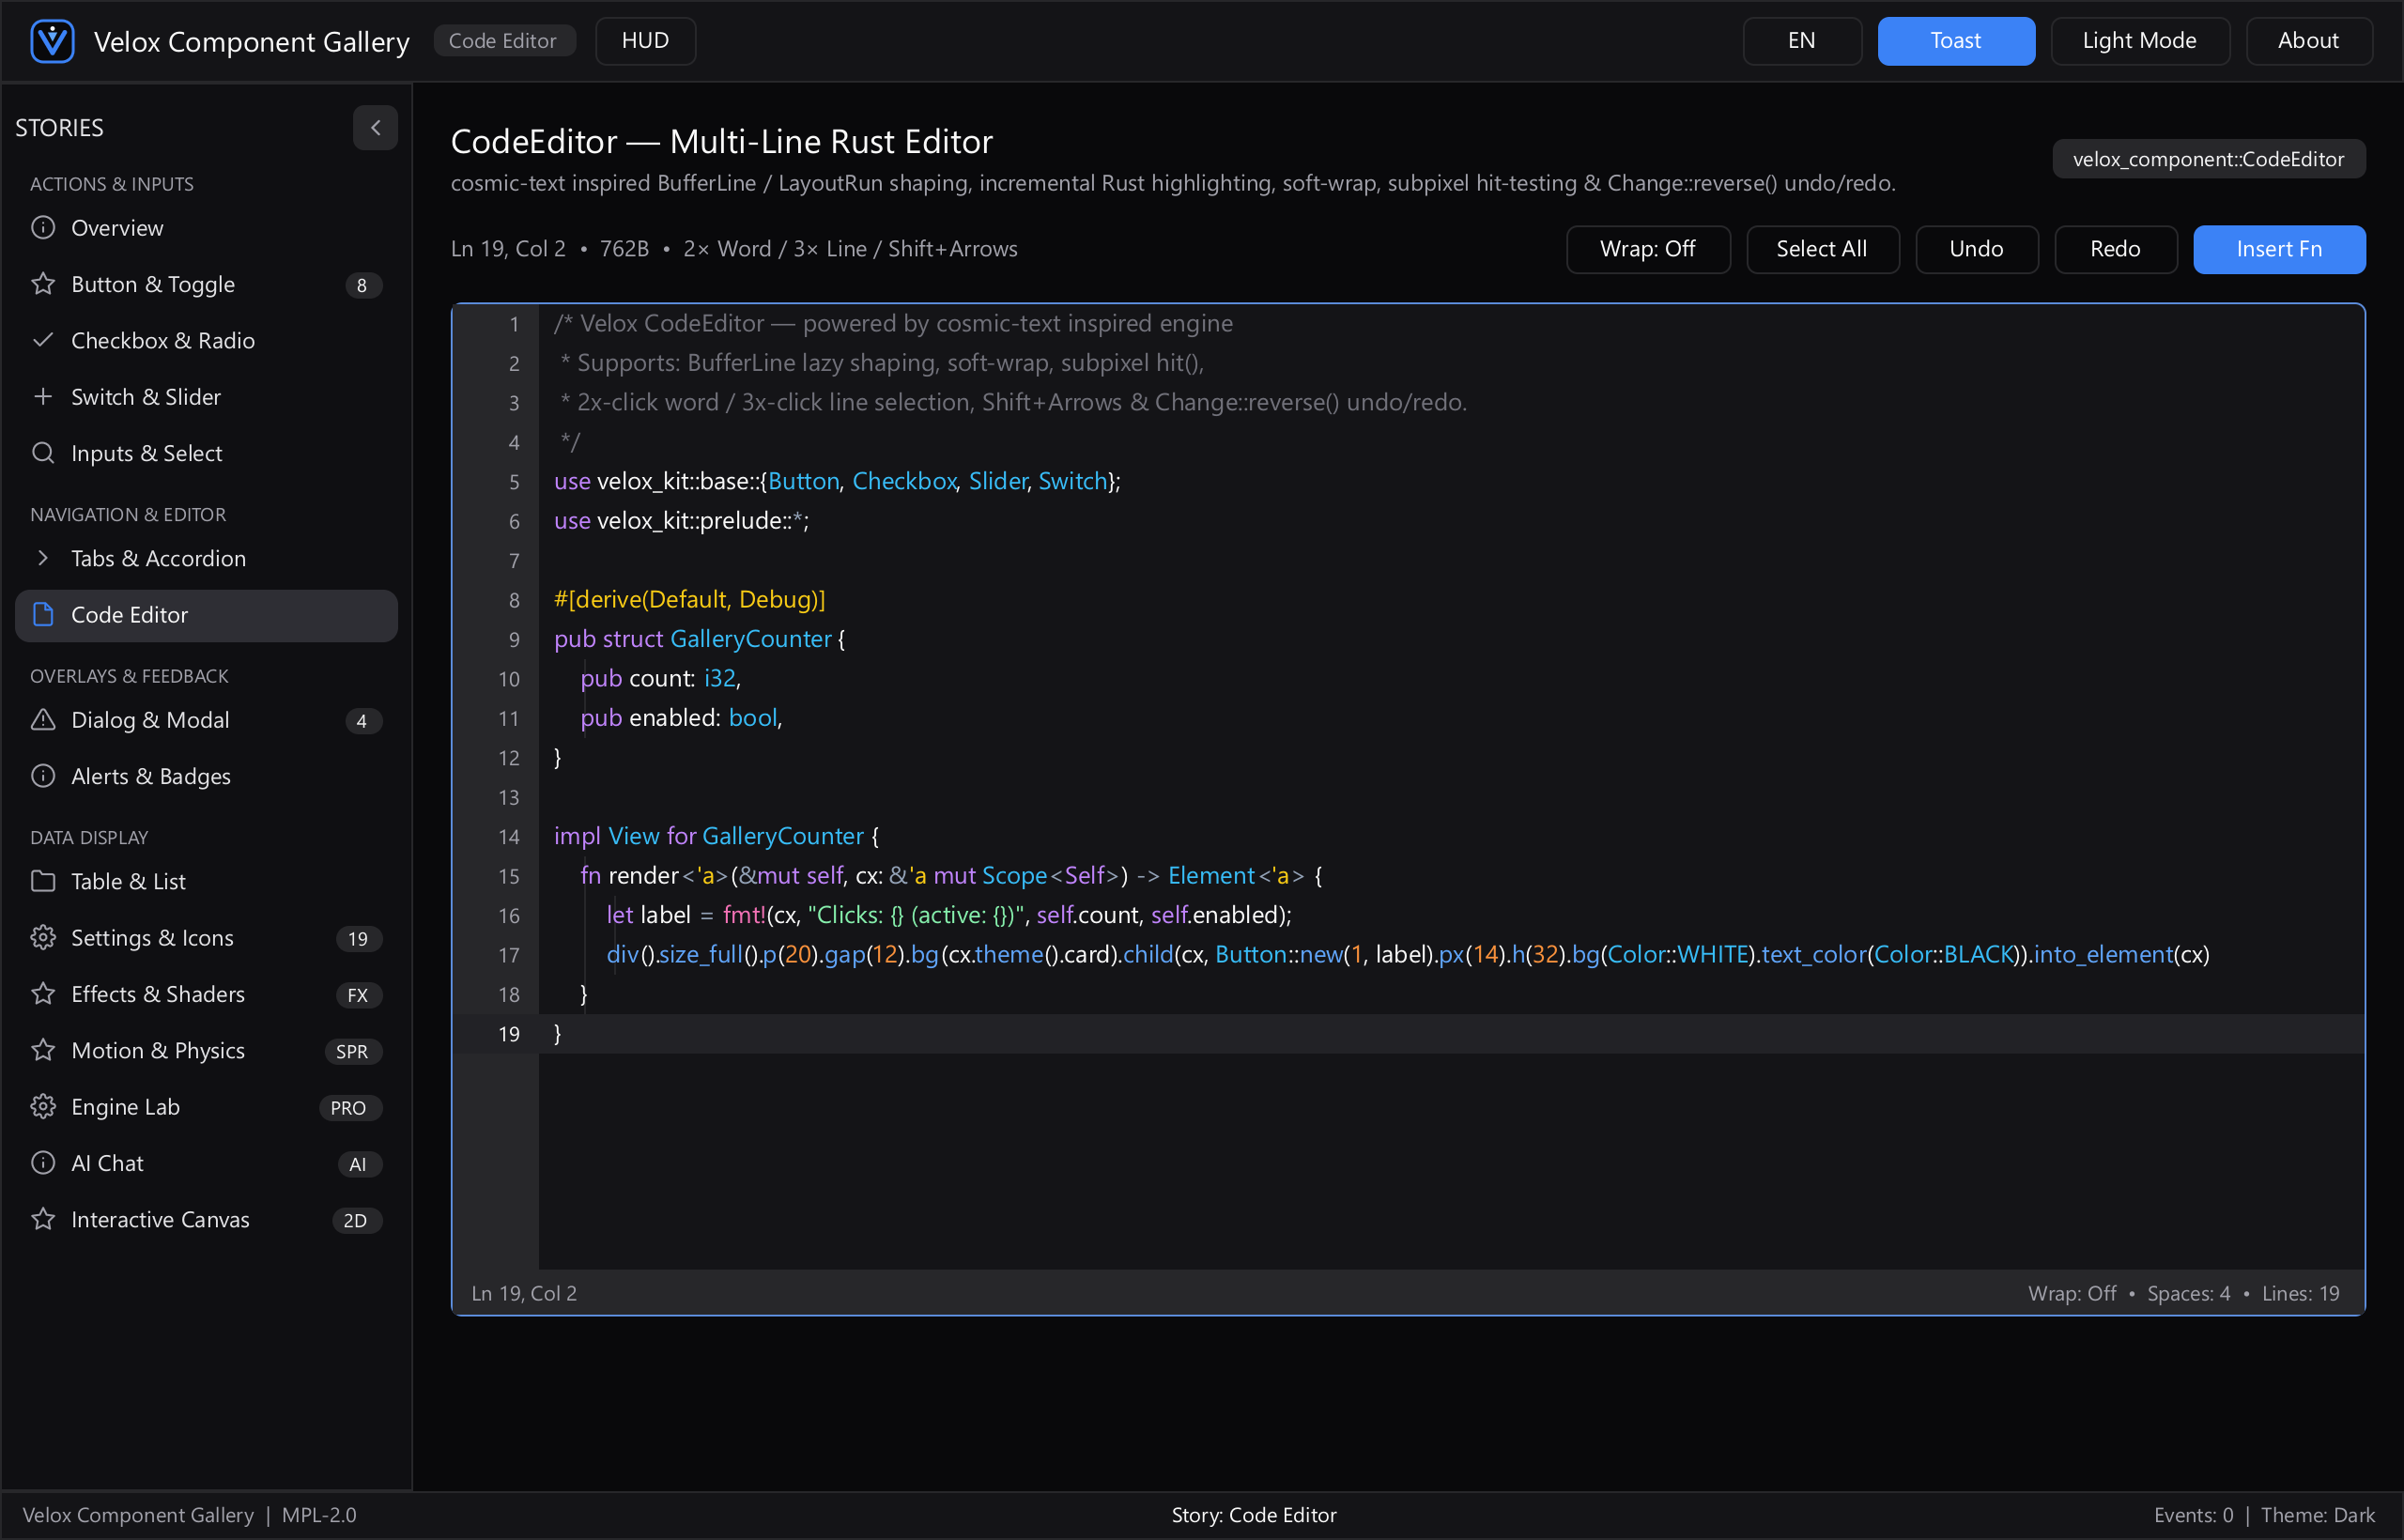 Velox Component Gallery Code Editor HUD EN Toast Light Mode About
STORIES
ACTIONS & INPUTS
Overview
Button & Toggle 8
Checkbox & Radio
Switch & Slider
Inputs & Select
NAVIGATION & EDITOR
Tabs & Accordion
Code Editor
OVERLAYS & FEEDBACK
Dialog & Modal 4
Alerts & Badges
DATA DISPLAY
Table & List
Settings & Icons 19
Effects & Shaders FX
Motion & Physics SPR
Engine Lab PRO
AI Chat AI
Interactive Canvas 2D
CodeEditor — Multi-Line Rust Editor
velox_component::CodeEditor
cosmic-text inspired BufferLine / LayoutRun shaping, incremental Rust highlighting, soft-wrap, subpixel hit-testing & Change::reverse() undo/redo.
Ln 19, Col 2 • 762B • 2× Word / 3× Line / Shift+Arrows Wrap: Off Select All Undo Redo Insert Fn
1 /* Velox CodeEditor — powered by cosmic-text inspired engine
2  * Supports: BufferLine lazy shaping, soft-wrap, subpixel hit(),
3  * 2x-click word / 3x-click line selection, Shift+Arrows & Change::reverse() undo/redo.
4  */
5 use velox_kit::base::{Button, Checkbox, Slider, Switch};
6 use velox_kit::prelude::*;
7
8 #[derive(Default, Debug)]
9 pub struct GalleryCounter {
10     pub count: i32,
11     pub enabled: bool,
12 }
13
14 impl View for GalleryCounter {
15     fn render<'a>(&mut self, cx: &'a mut Scope<Self>) -> Element<'a> {
16         let label = fmt!(cx, "Clicks: {} (active: {})", self.count, self.enabled);
17         div().size_full().p(20).gap(12).bg(cx.theme().card).child(cx, Button::new(1, label).px(14).h(32).bg(Color::WHITE).text_color(Color::BLACK)).into_element(cx)
18     }
19 }
Ln 19, Col 2 Wrap: Off • Spaces: 4 • Lines: 19
Velox Component Gallery | MPL-2.0 Story: Code Editor Events: 0 | Theme: Dark